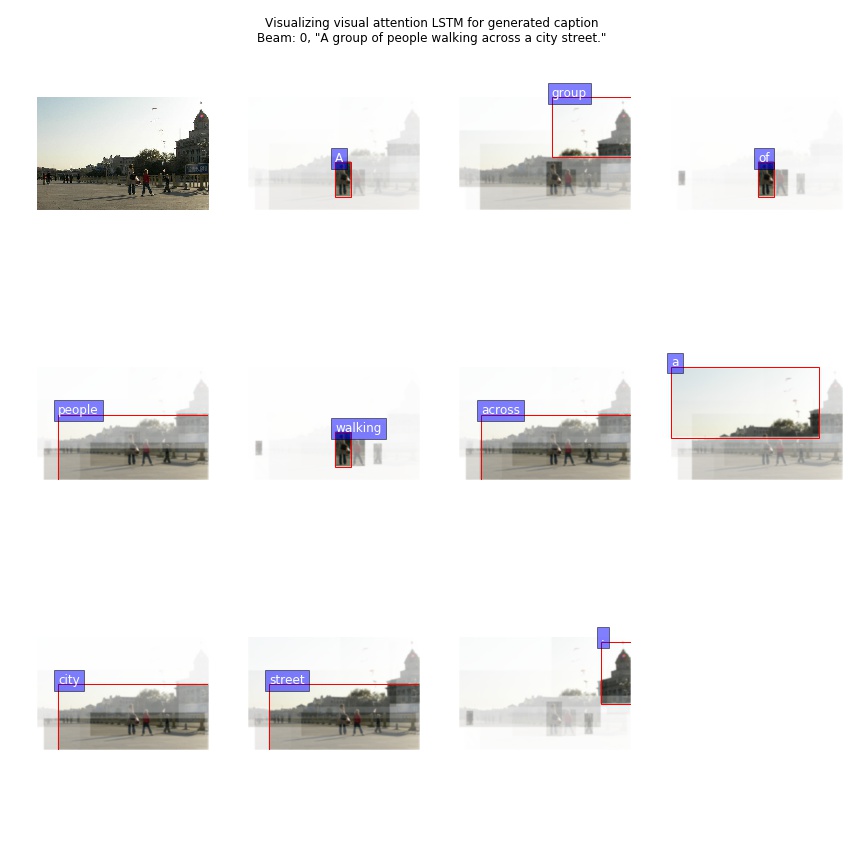 Visualizing visual attention LSTM for generated caption
Beam: 0, "A group of people walking across a city street."
A
group
of
people
walking
across
a
city
street
.